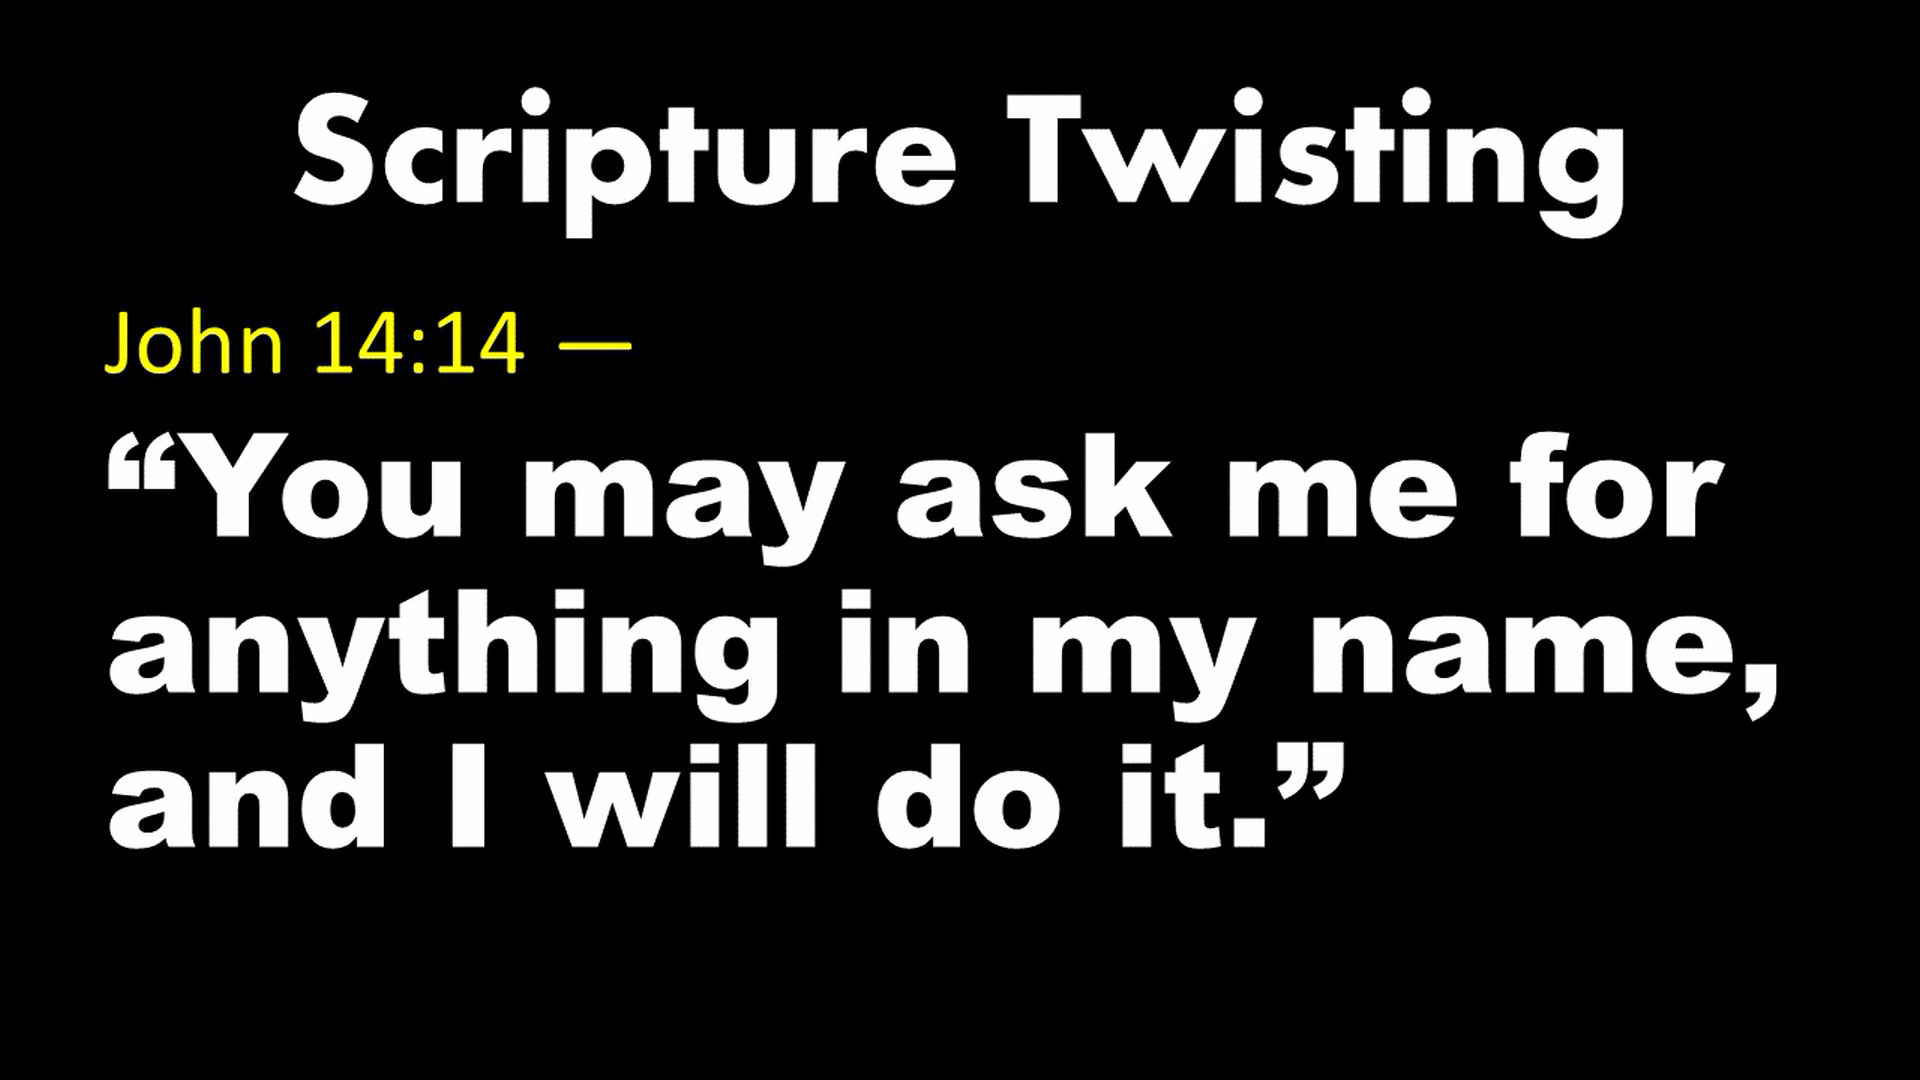 Scripture Twisting
John 14:14 —
“You may ask me for
anything in my name,
and I will do it.”